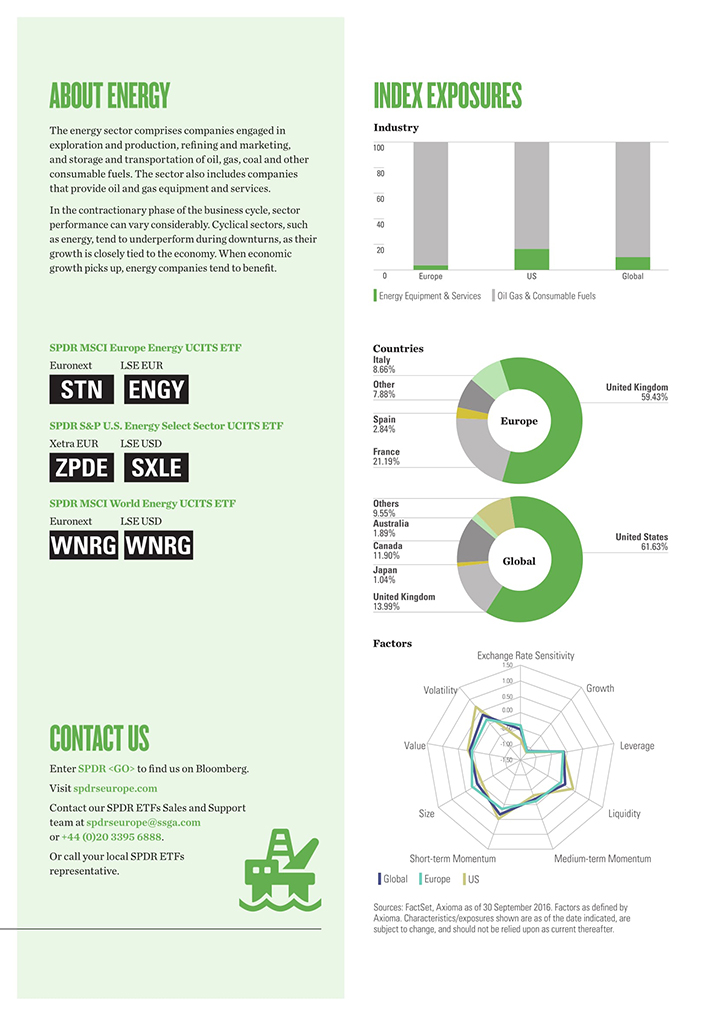 ABOUT ENERGY
The energy sector comprises companies engaged in
exploration and production, refining and marketing,
and storage and transportation of oil, gas, coal and other
consumable fuels. The sector also includes companies
that provide oil and gas equipment and services.
In the contractionary phase of the business cycle, sector
performance can vary considerably. Cyclical sectors, such
as energy, tend to underperform during downturns, as their
growth is closely tied to the economy. When economic
growth picks up, energy companies tend to benefit.
SPDR MSCI Europe Energy UCITS ETF
Euronext LSE EUR
STN ENGY
SPDR S&P U.S. Energy Select Sector UCITS ETF
Xetra EUR LSE USD
ZPDE SXLE
SPDR MSCI World Energy UCITS ETF
Euronext LSE USD
WNRG WNRG
CONTACT US
Enter SPDR <GO> to find us on Bloomberg.
Visit spdrseurope.com
Contact our SPDR ETFs Sales and Support
team at spdrseurope@ssga.com
or +44 (0)20 3395 6888.
Or call your local SPDR ETFs
representative.
INDEX EXPOSURES
Industry
100
80
60
40
20
0
Europe US Global
Energy Equipment & Services Oil Gas & Consumable Fuels
Countries
Italy
8.66%
Other
7.88%
Spain
2.84%
France
21.19%
Europe
United Kingdom
59.43%
Others
9.55%
Australia
1.89%
Canada
11.90%
Japan
1.04%
United Kingdom
13.99%
Global
United States
61.63%
Factors
Exchange Rate Sensitivity
1.50
1.00
0.50
0.00
-1.00
-1.50
Growth
Leverage
Liquidity
Medium-term Momentum
Short-term Momentum
Size
Value
Volatility
Global Europe US
Sources: FactSet, Axioma as of 30 September 2016. Factors as defined by
Axioma. Characteristics/exposures shown are as of the date indicated, are
subject to change, and should not be relied upon as current thereafter.